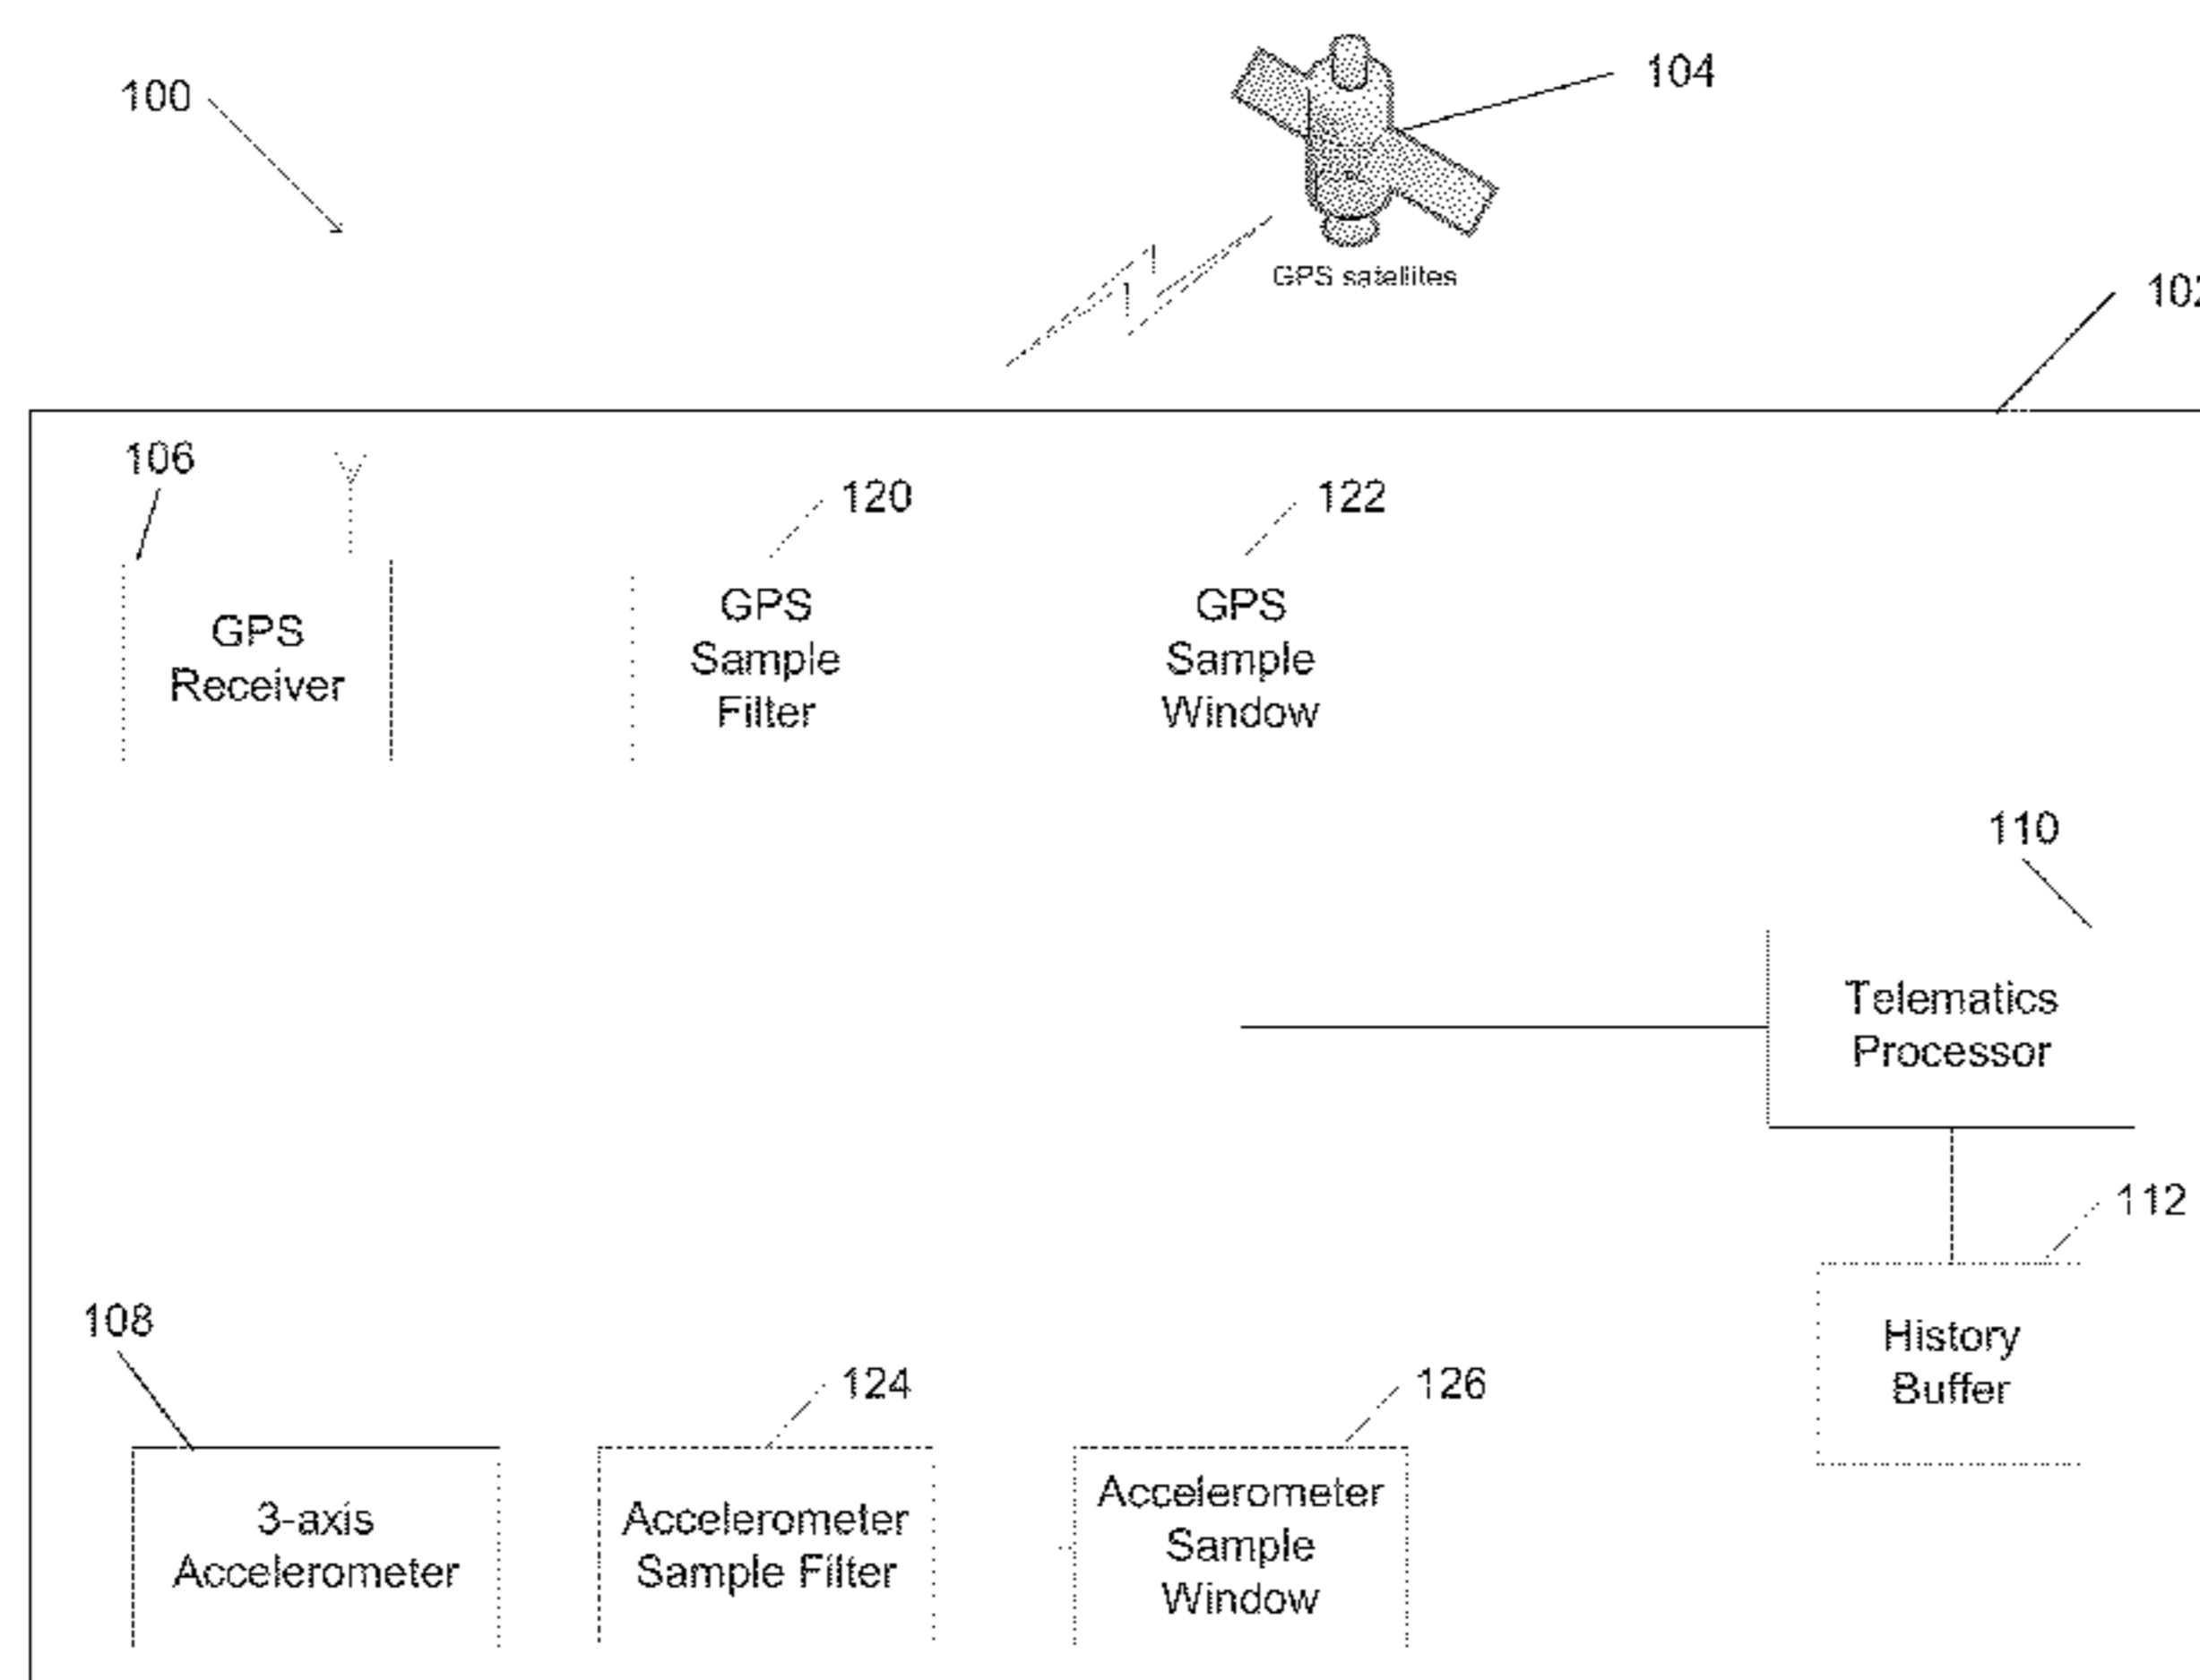 100
104
GPS satellites
106
120
122
GPS
Receiver
GPS
Sample
Filter
GPS
Sample
Window
110
Telematics
Processor
112
History
Buffer
108
124
126
3-axis
Accelerometer
Accelerometer
Sample Filter
Accelerometer
Sample
Window